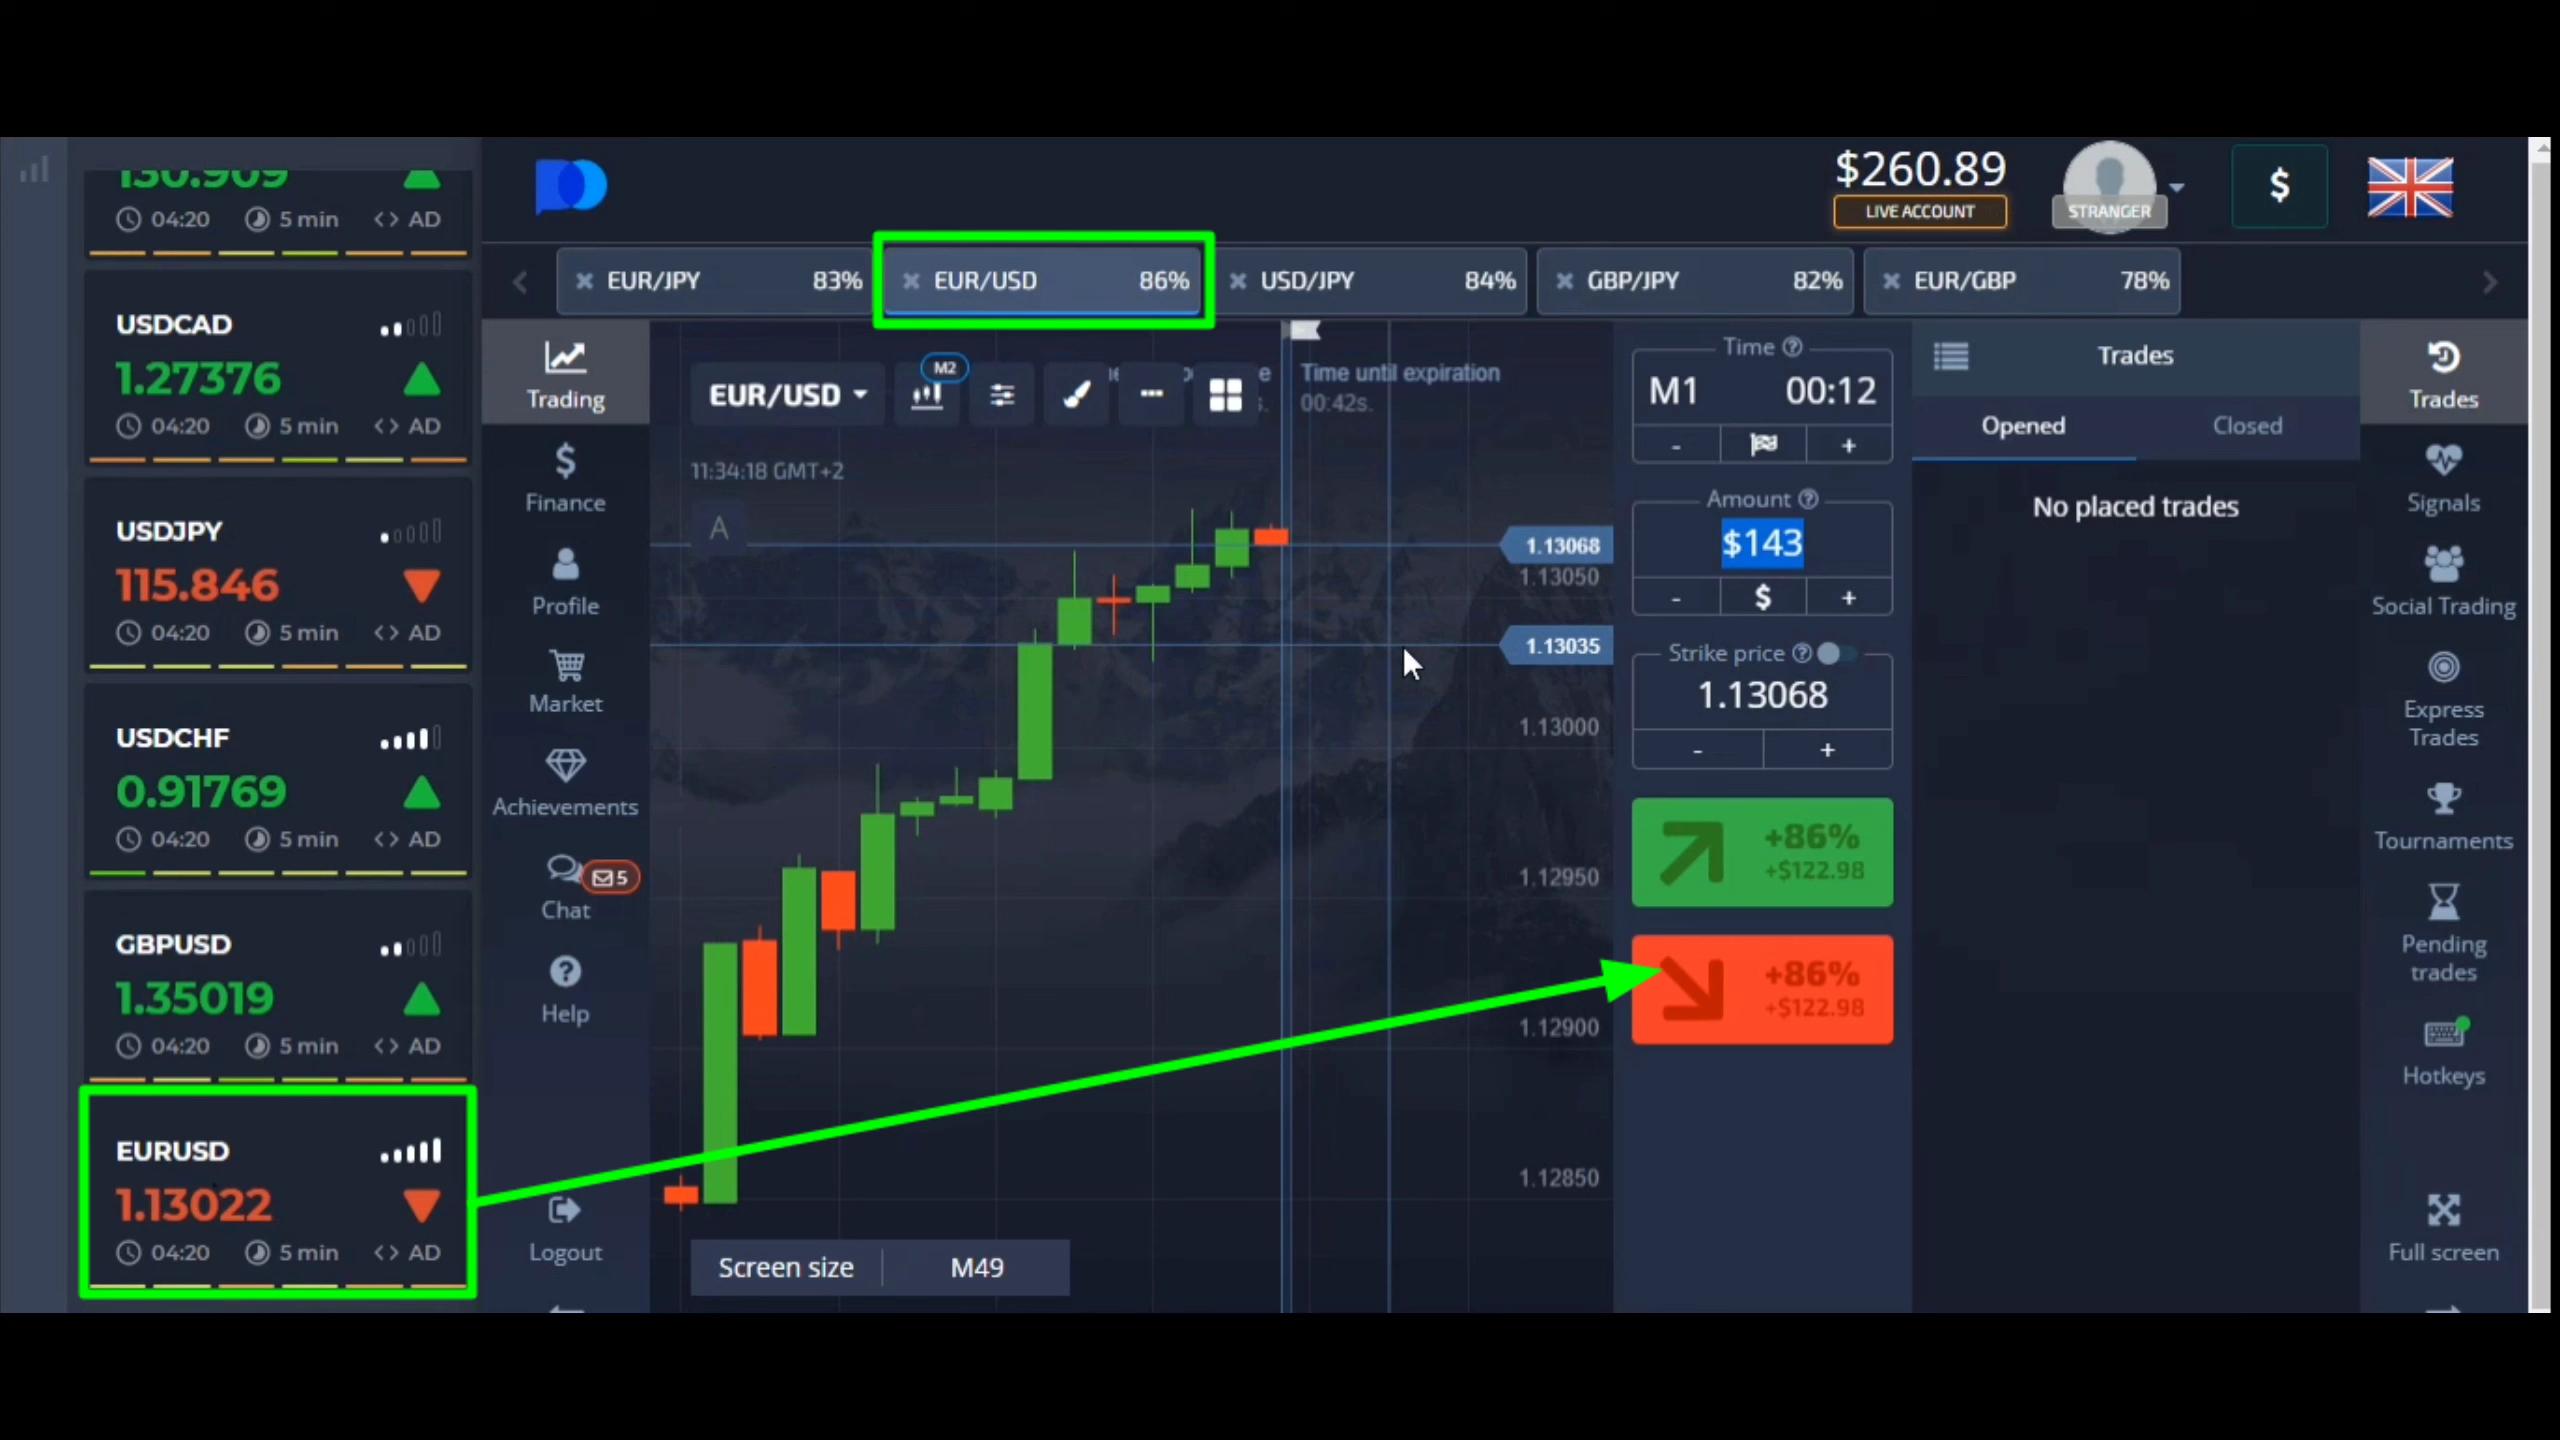 130.909
04:20 5 min <> AD
USDCAD
1.27376
04:20 5 min <> AD
USDJPY
115.846
04:20 5 min <> AD
USDCHF
0.91769
04:20 5 min <> AD
GBPUSD
1.35019
04:20 5 min <> AD
EURUSD
1.13022
04:20 5 min <> AD
$260.89
LIVE ACCOUNT
STRANGER
$
EUR/JPY 83%
EUR/USD 86%
USD/JPY 84%
GBP/JPY 82%
EUR/GBP 78%
Trading
Finance
Profile
Market
Achievements
5
Chat
Help
Logout
EUR/USD
M2
Time until expiration
00:42s.
11:34:18 GMT+2
A
1.13068
1.13050
1.13035
1.13000
1.12950
1.12900
1.12850
Screen size M49
Time
M1 00:12
- +
Amount
$143
- $ +
Strike price
1.13068
- +
+86%
+$122.98
+86%
+$122.98
Trades
Opened Closed
No placed trades
Trades
Signals
Social Trading
Express
Trades
Tournaments
Pending
trades
Hotkeys
Full screen